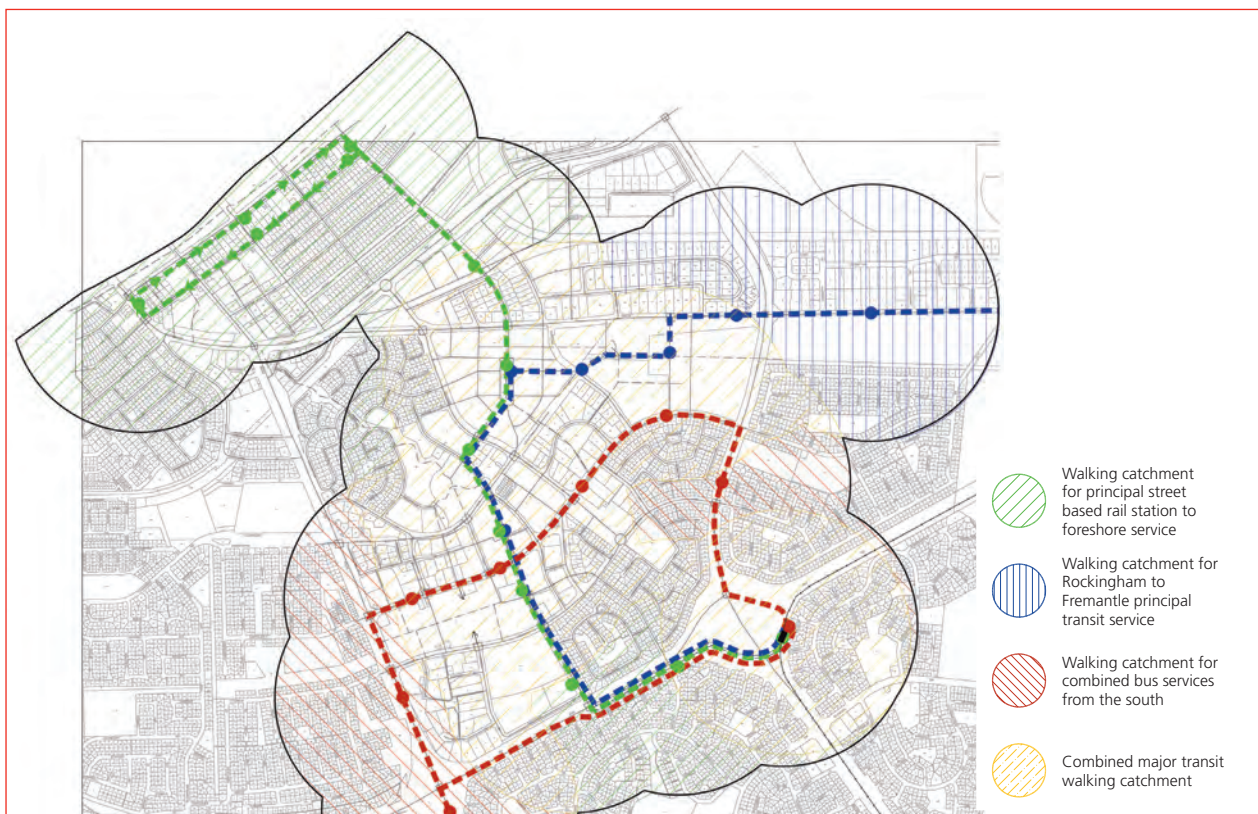 Walking catchment
for principal street
based rail station to
foreshore service
Walking catchment for
Rockingham to
Fremantle principal
transit service
Walking catchment for
combined bus services
from the south
Combined major transit
walking catchment